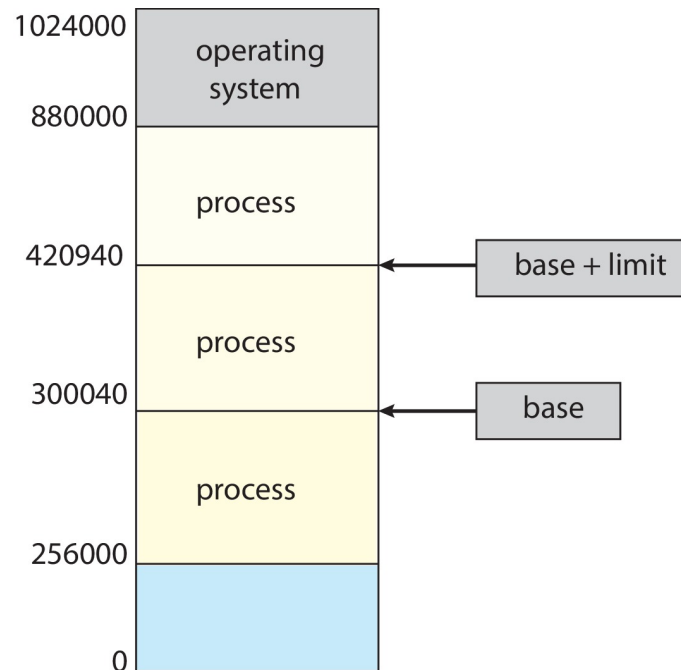 1024000
operating
system
880000
process
420940
base + limit
process
300040
base
process
256000
0